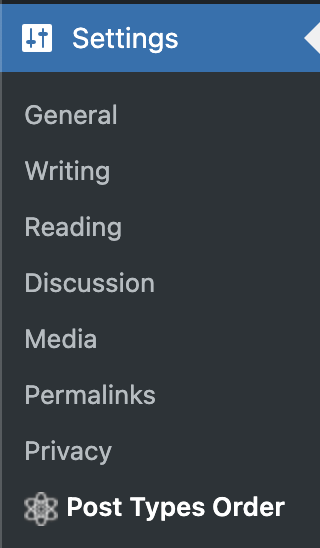 Settings
General
Writing
Reading
Discussion
Media
Permalinks
Privacy
Post Types Order